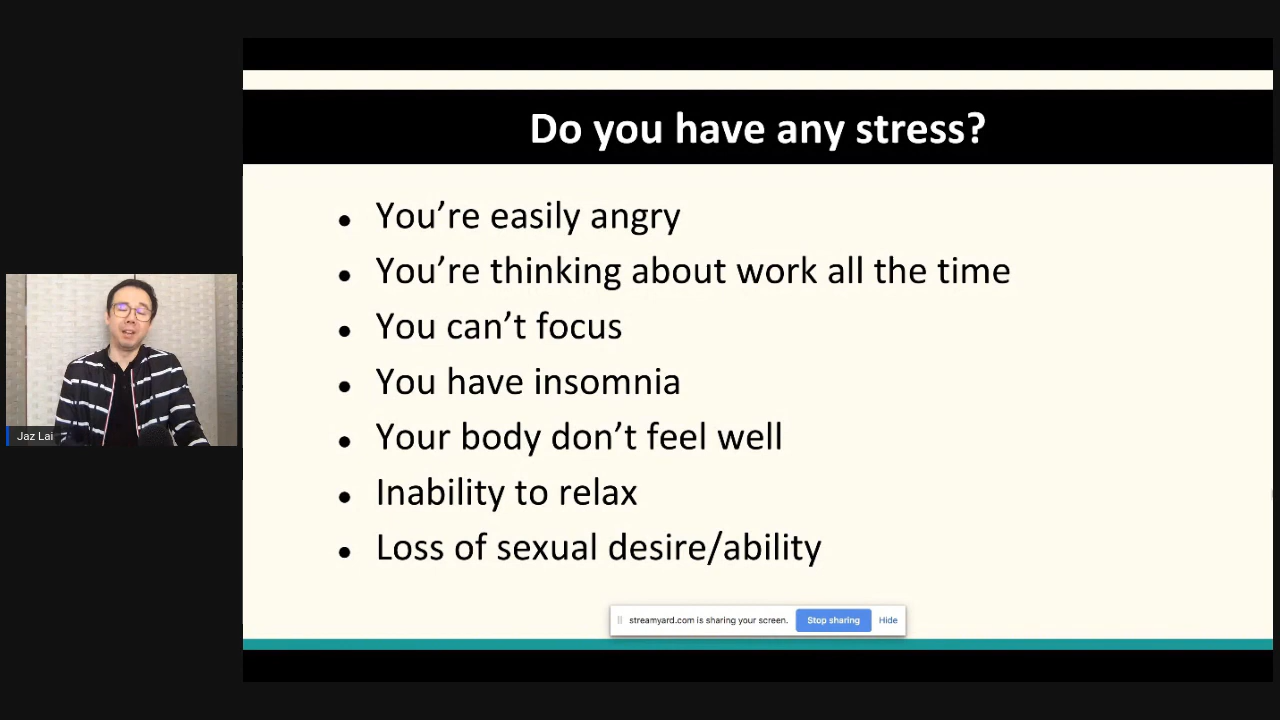 Do you have any stress?
You're easily angry
You're thinking about work all the time
You can't focus
You have insomnia
Your body don't feel well
Inability to relax
Loss of sexual desire/ability
Jaz Lai
streamyard.com is sharing your screen. Stop sharing Hide